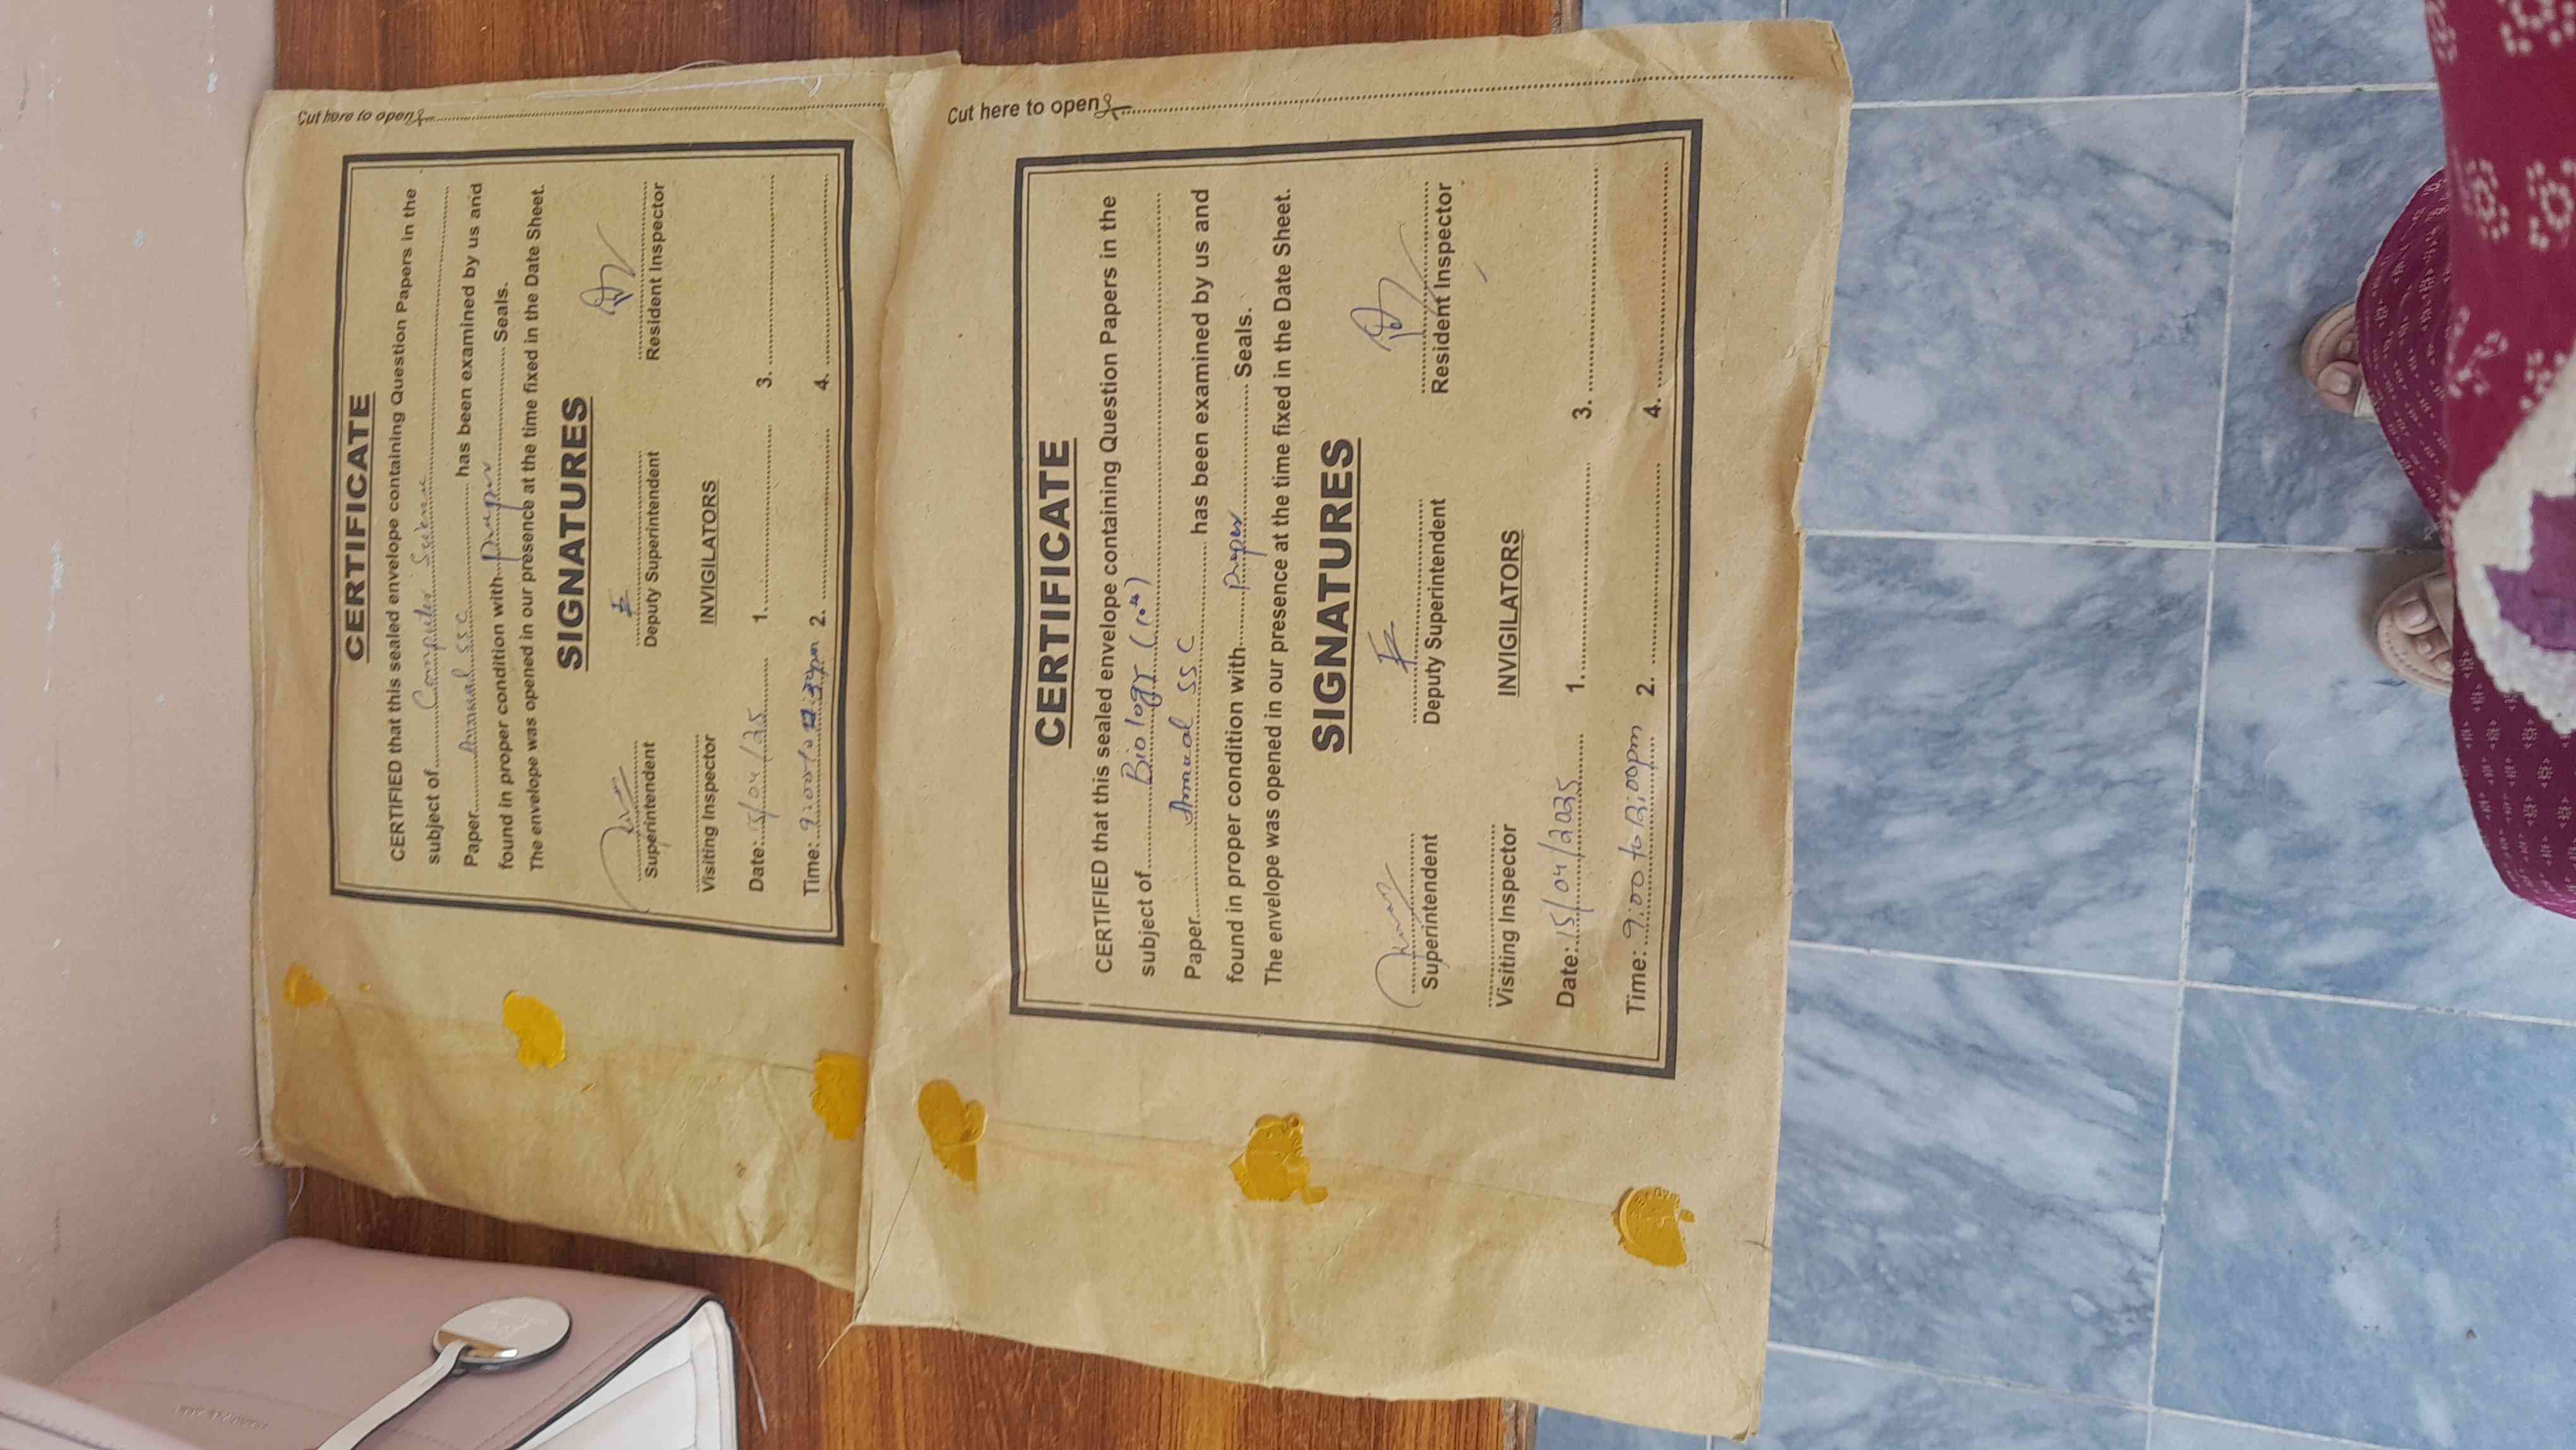 Cut here to open
CERTIFICATE
CERTIFIED that this sealed envelope containing Question Papers in the
subject of Computer Science
Paper Annual SSC has been examined by us and
found in proper condition with proper Seals.
The envelope was opened in our presence at the time fixed in the Date Sheet.
SIGNATURES
Superintendent Deputy Superintendent Resident Inspector
Visiting Inspector INVIGILATORS
Date: 1. 3.
Time: 9:00 to 2. 4.
Cut here to open
CERTIFICATE
CERTIFIED that this sealed envelope containing Question Papers in the
subject of Biology
Paper Annual SSC has been examined by us and
found in proper condition with proper Seals.
The envelope was opened in our presence at the time fixed in the Date Sheet.
SIGNATURES
Superintendent Deputy Superintendent Resident Inspector
Visiting Inspector INVIGILATORS
Date: 15/04/2025 1. 3.
Time: 9:00 to 12:00pm 2. 4.